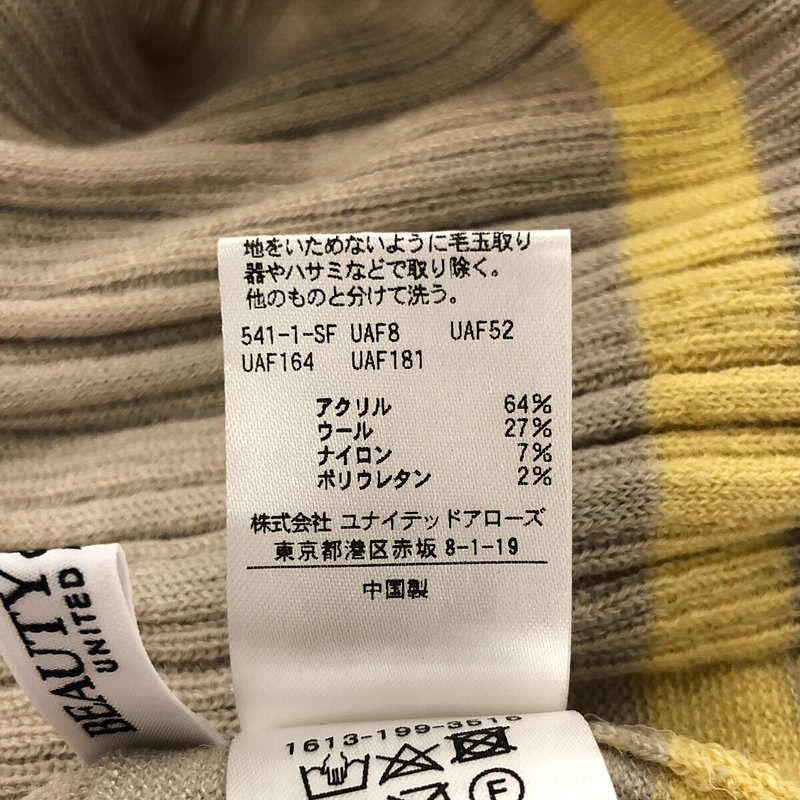 地をいためないように毛玉取り
器やハサミなどで取り除く。
他のものと分けて洗う。
541-1-SF UAF8 UAF52
UAF164 UAF181
アクリル 64%
ウール 27%
ナイロン 7%
ポリウレタン 2%
株式会社 ユナイテッドアローズ
東京都港区赤坂 8-1-19
中国製
BEAUTY
UNITED
1613-199-3516
F